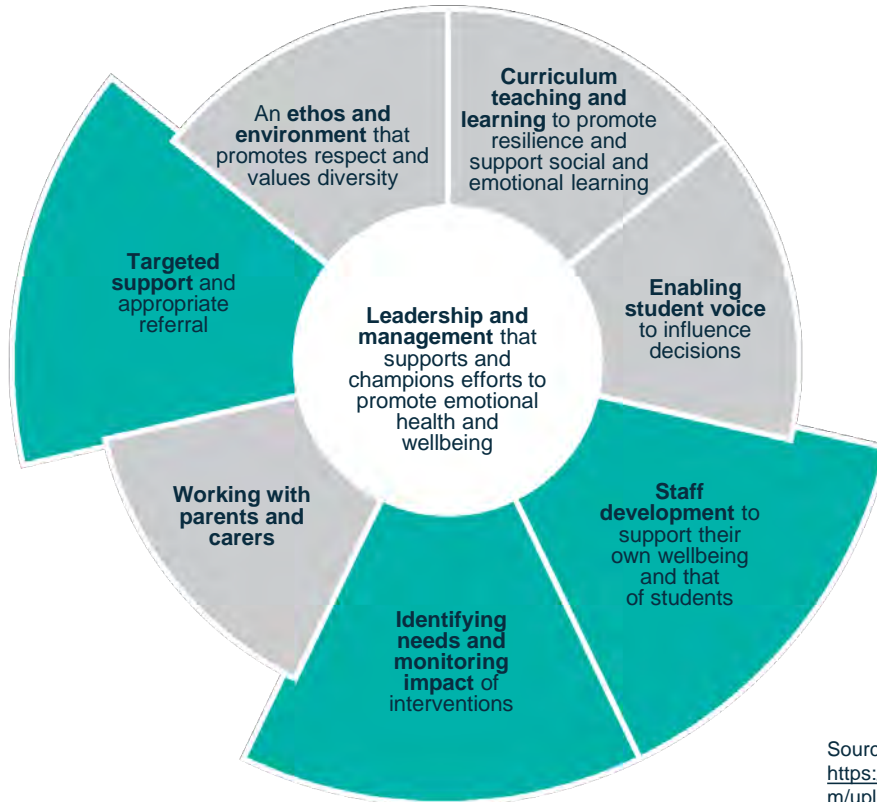 An ethos and
environment that
promotes respect and
values diversity
Curriculum
teaching and
learning to promote
resilience and
support social and
emotional learning
Enabling
student voice
to influence
decisions
Staff
development to
support their
own wellbeing
and that
of students
Identifying
needs and
monitoring
impact of
interventions
Working with
parents and
carers
Targeted
support and
appropriate
referral
Leadership and
management that
supports and
champions efforts to
promote emotional
health and
wellbeing
Sourc
https:
m/upl